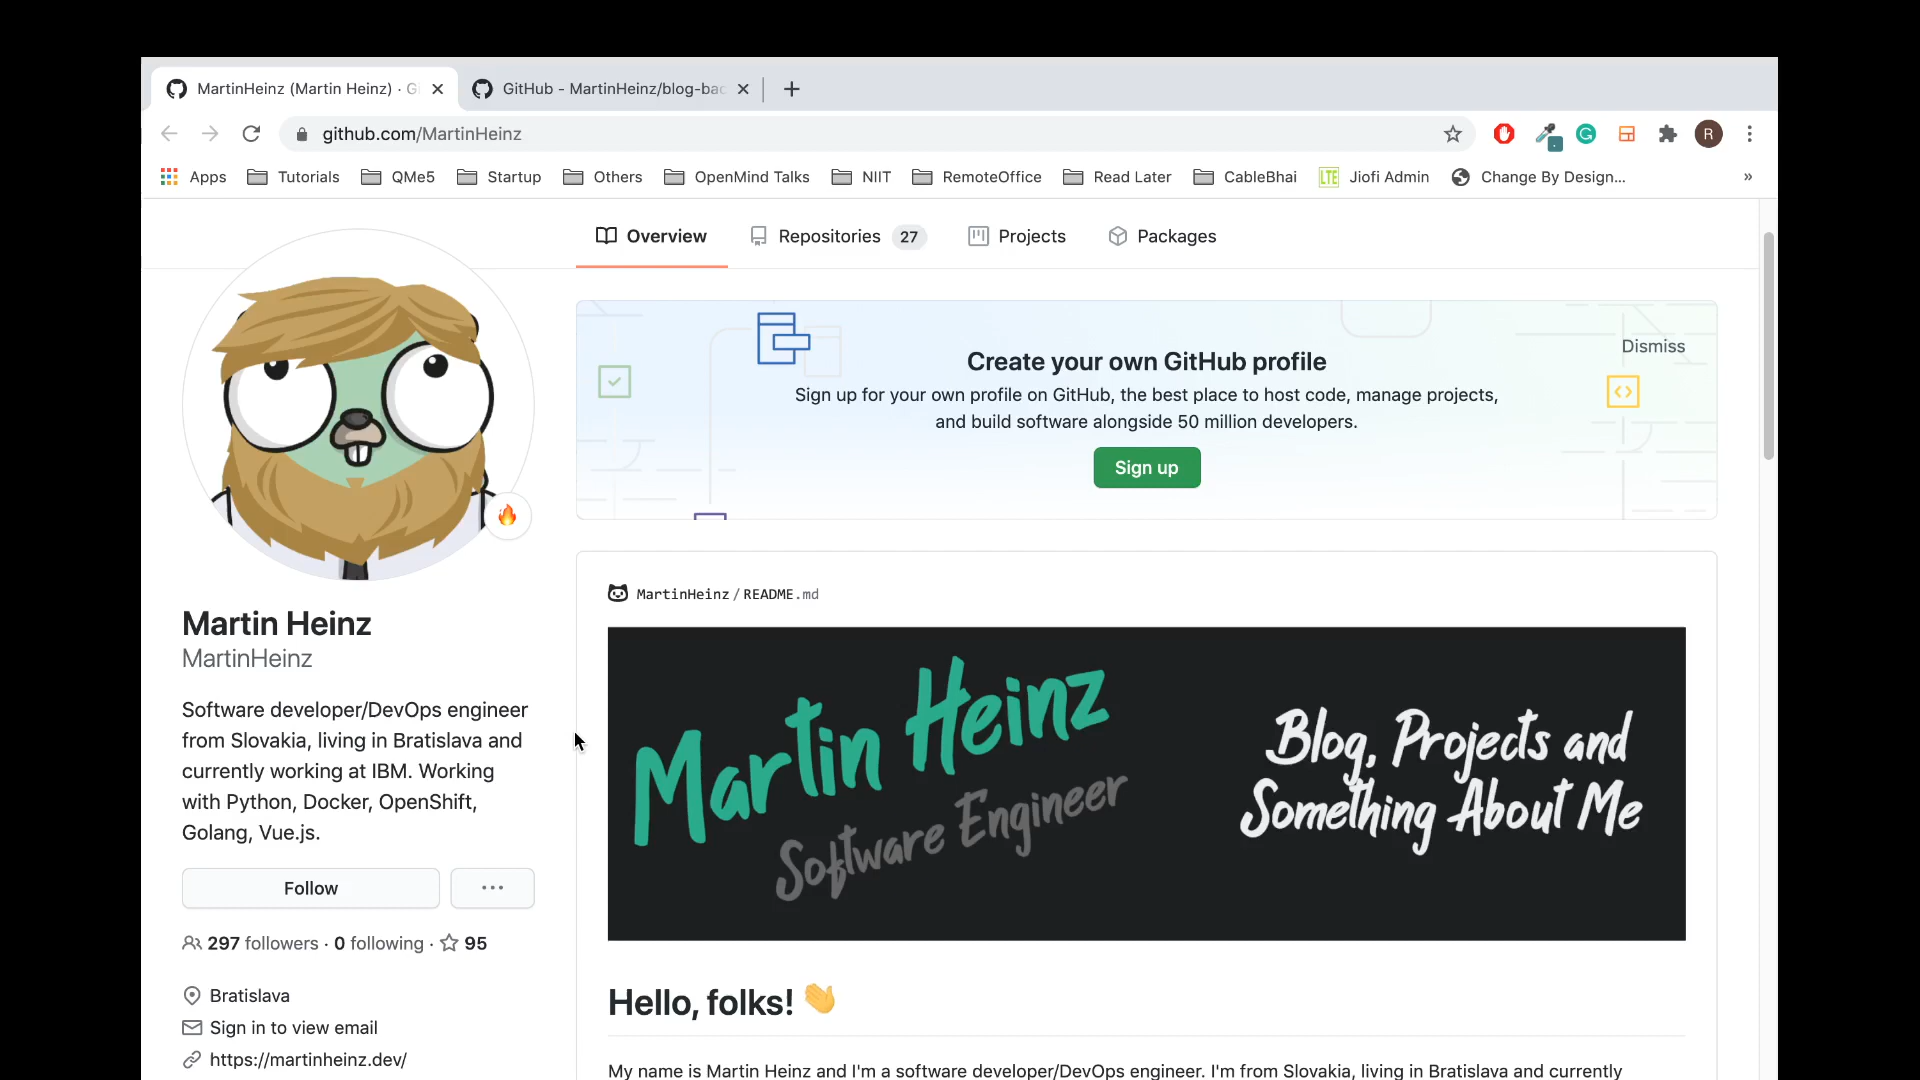 MartinHeinz (Martin Heinz) · G
GitHub - MartinHeinz/blog-bac
github.com/MartinHeinz
R
Apps
Tutorials
QMe5
Startup
Others
OpenMind Talks
NIIT
RemoteOffice
Read Later
CableBhai
LTE
Jiofi Admin
Change By Design...
»
Overview
Repositories 27
Projects
Packages
Create your own GitHub profile
Dismiss
Sign up for your own profile on GitHub, the best place to host code, manage projects,
and build software alongside 50 million developers.
Sign up
Martin Heinz
MartinHeinz
Software developer/DevOps engineer
from Slovakia, living in Bratislava and
currently working at IBM. Working
with Python, Docker, OpenShift,
Golang, Vue.js.
Follow
...
297 followers · 0 following · 95
Bratislava
Sign in to view email
https://martinheinz.dev/
MartinHeinz/README.md
Martin Heinz
Software Engineer
Blog, Projects and
Something About Me
Hello, folks! 👋
My name is Martin Heinz and I'm a software developer/DevOps engineer. I'm from Slovakia, living in Bratislava and currently